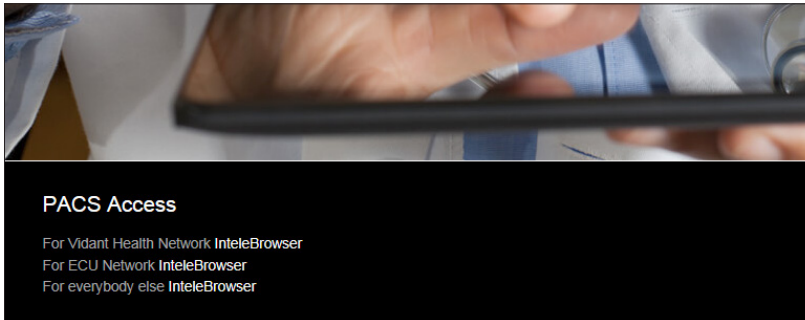 PACS Access
For Vidant Health Network InteleBrowser
For ECU Network InteleBrowser
For everybody else InteleBrowser